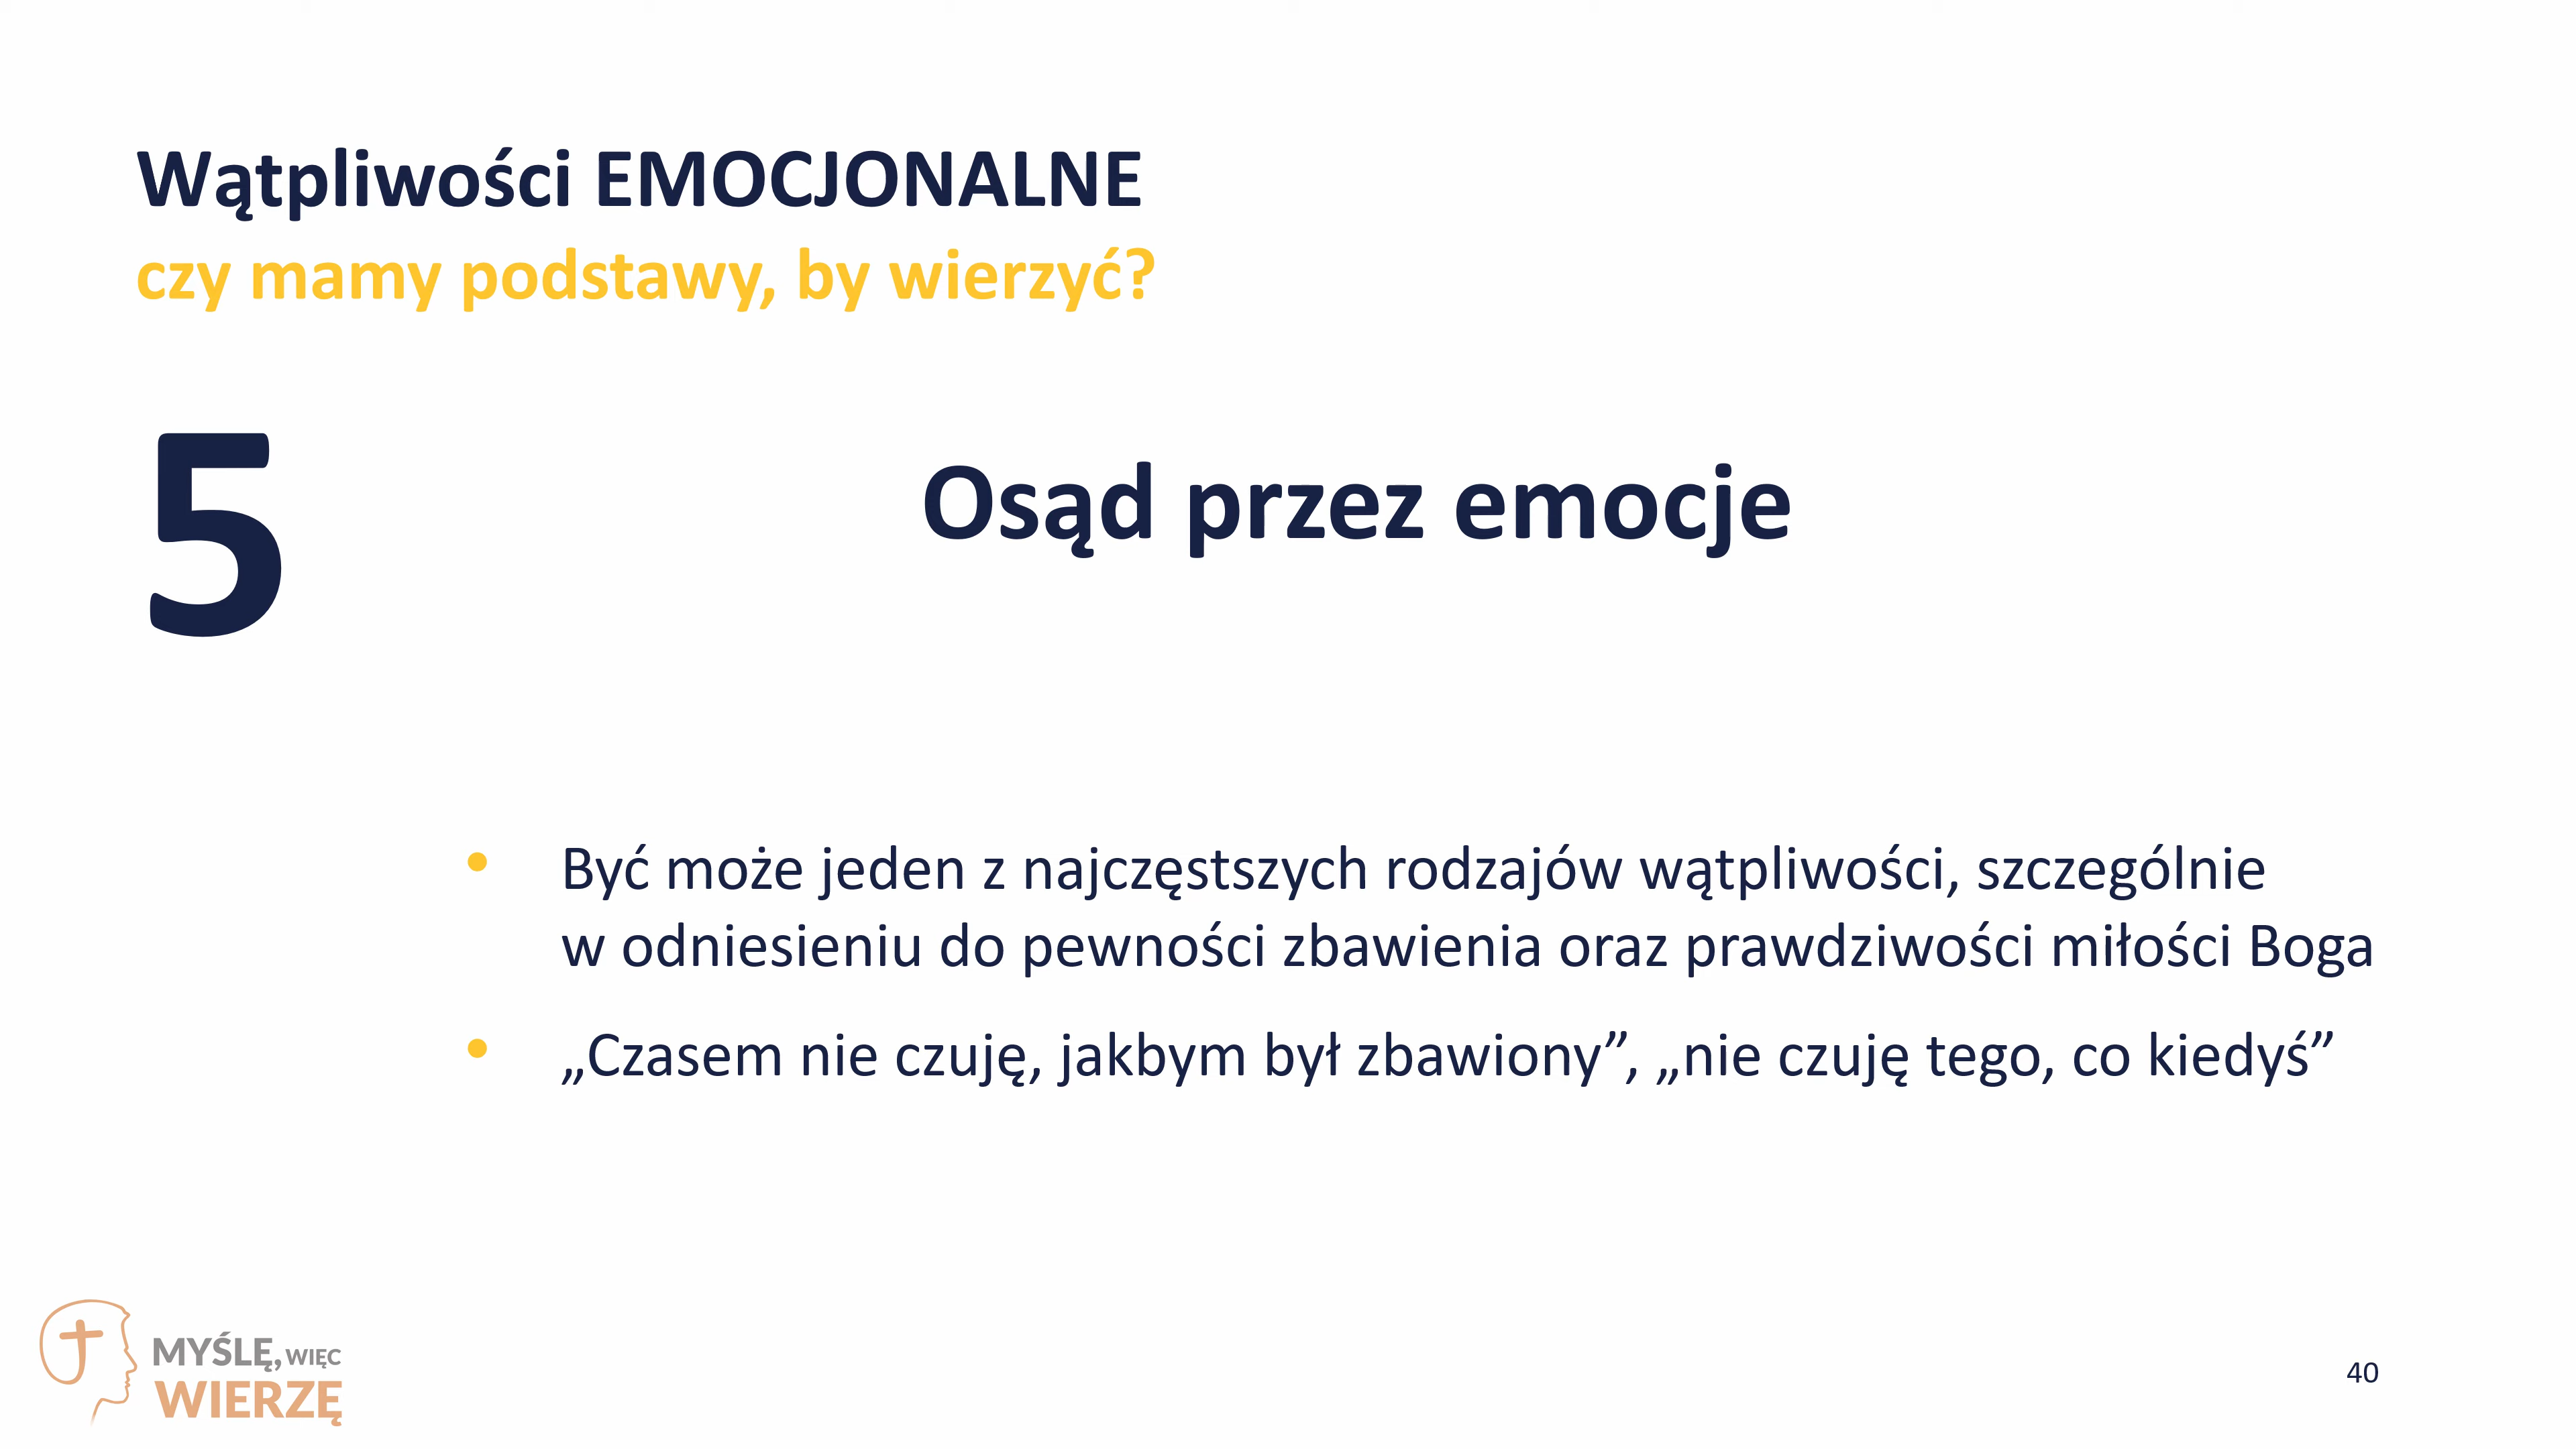 Wątpliwości EMOCJONALNE
czy mamy podstawy, by wierzyć?
5
Osąd przez emocje
• Być może jeden z najczęstszych rodzajów wątpliwości, szczególnie
w odniesieniu do pewności zbawienia oraz prawdziwości miłości Boga
• „Czasem nie czuję, jakbym był zbawiony”, „nie czuję tego, co kiedyś”
MYŚLĘ, WIĘC
WIERZĘ
40